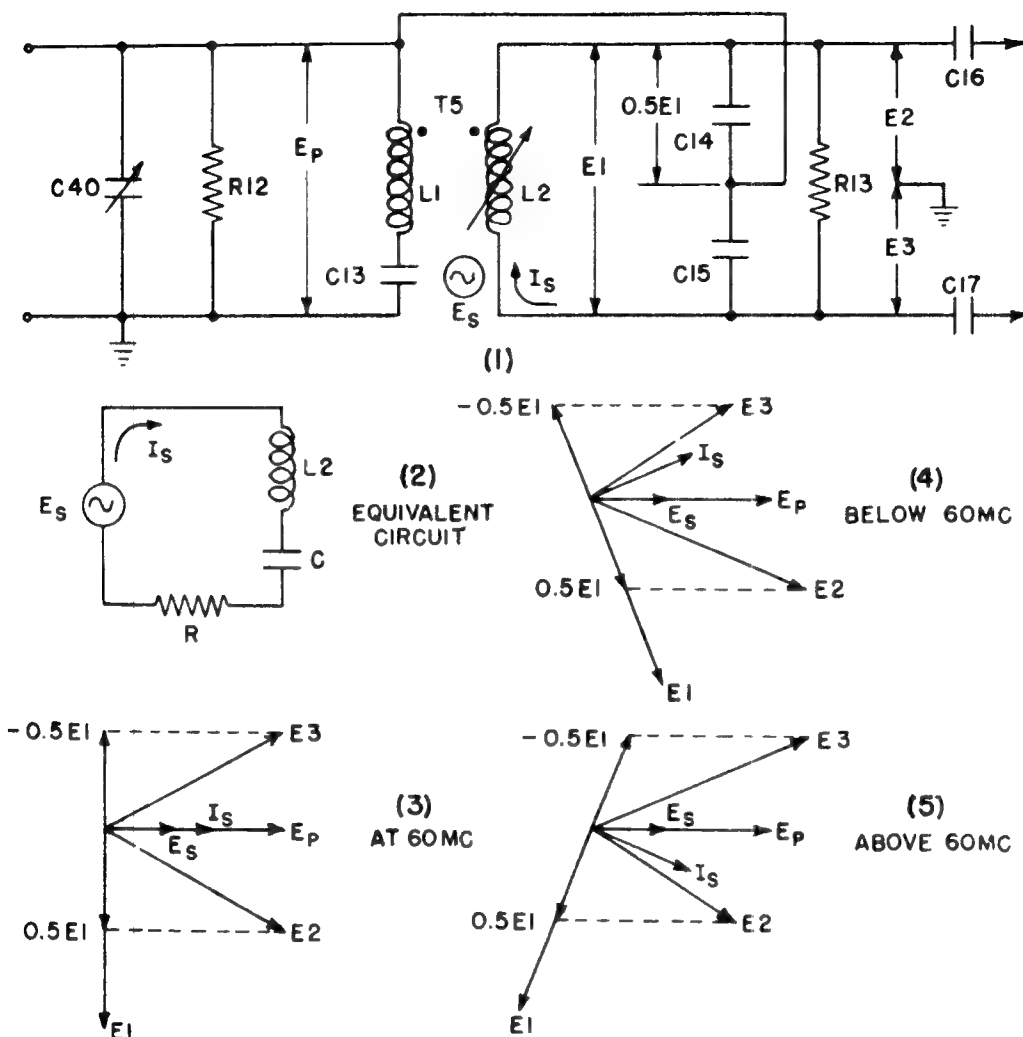 C16
T5
0.5E1
E2
C14
EP
E1
C40
R12
L1
L2
R13
C15
E3
C13
C17
IS
ES
(1)
-0.5E1
E3
IS
L2
(2)
IS
(4)
ES
EQUIVALENT
CIRCUIT
EP
ES
BELOW 60MC
C
0.5E1
E2
R
E1
-0.5E1
E3
-0.5E1
E3
(3)
IS
EP
ES
AT 60MC
ES
EP
(5)
ABOVE 60MC
IS
0.5E1
E2
0.5E1
E2
E1
E1